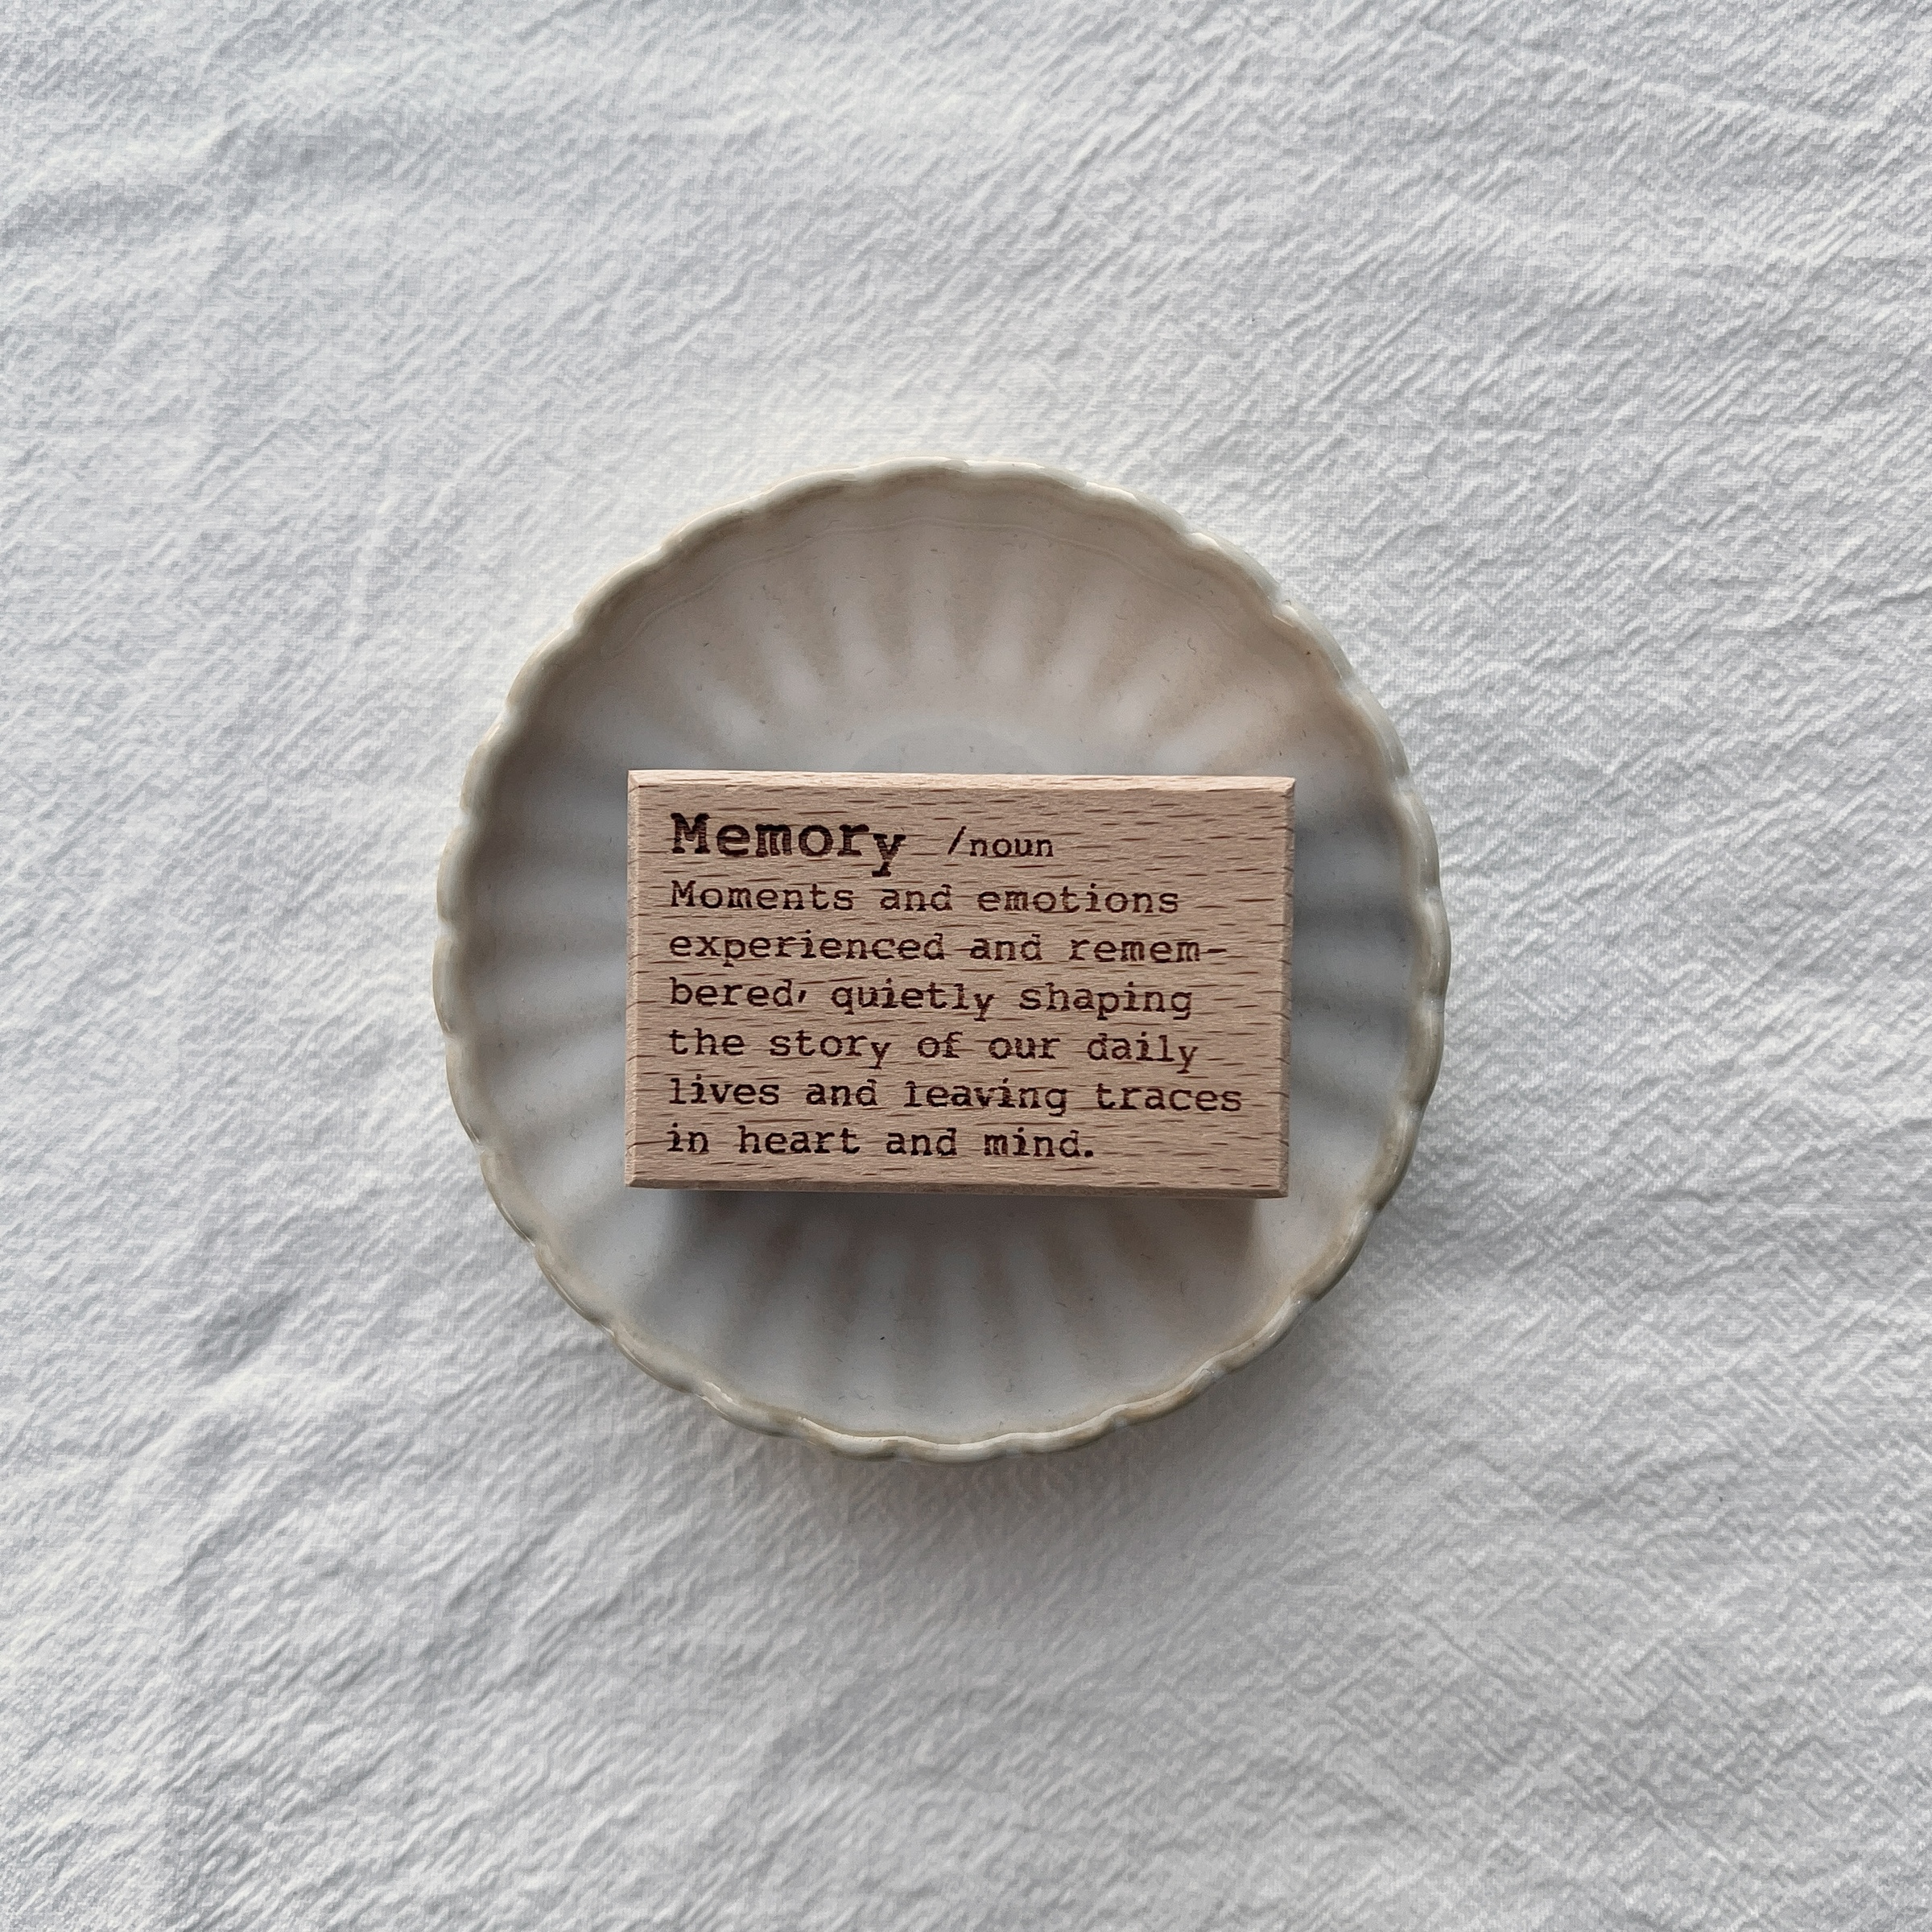 Memory /noun
Moments and emotions
experienced and remem-
bered, quietly shaping
the story of our daily
lives and leaving traces
in heart and mind.